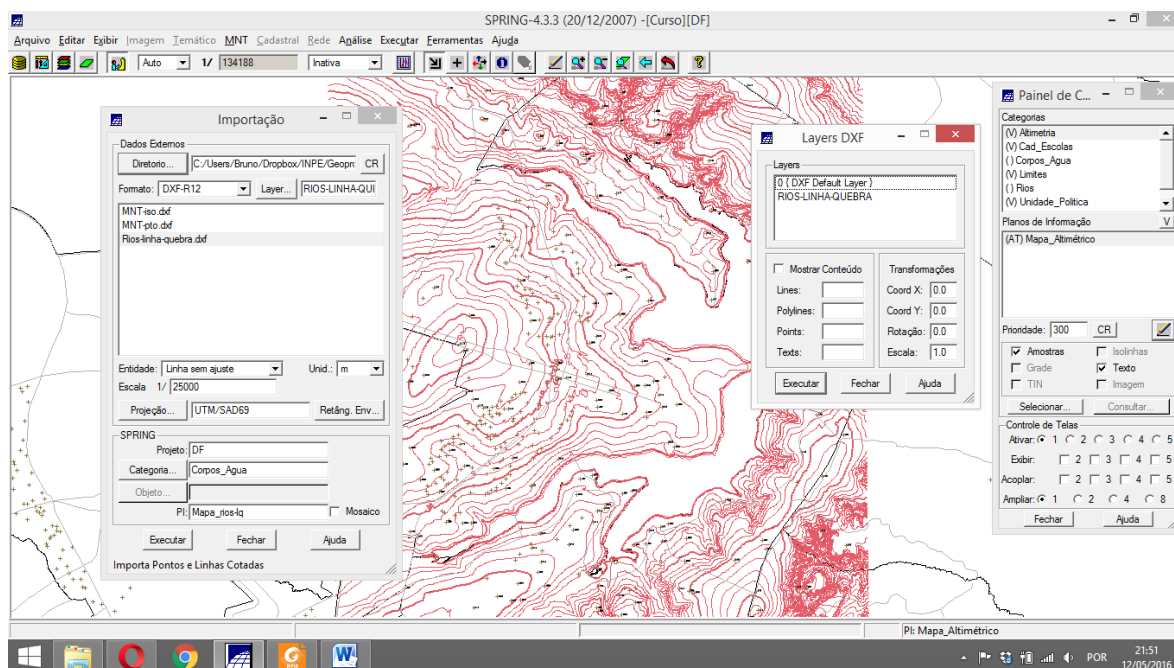 SPRING-4.3.3 (20/12/2007) -[Curso][DF]
Arquivo Editar Exibir Imagem Temático MNT Cadastral Rede Análise Executar Ferramentas Ajuda
Auto 1/ 134188 Inativa
Importação
Dados Externos
Diretorio... C:/Users/Bruno/Dropbox/INPE/Geopro CR
Formato: DXF-R12 Layer... RIOS-LINHA-QUI
MNT-iso.dxf
MNT-pto.dxf
Rios-linha-quebra.dxf
Entidade: Linha sem ajuste Unid.: m
Escala 1/ 25000
Projeção... UTM/SAD69 Retâng. Env...
SPRING
Projeto: DF
Categoria... Corpos_Agua
Objeto...
PI: Mapa_rios-lq Mosaico
Executar Fechar Ajuda
Importa Pontos e Linhas Cotadas
Layers DXF
Layers
0 { DXF Default Layer }
RIOS-LINHA-QUEBRA
Mostrar Conteúdo
Lines:
Polylines:
Points:
Texts:
Transformações
Coord X: 0.0
Coord Y: 0.0
Rotação: 0.0
Escala: 1.0
Executar Fechar Ajuda
Painel de C...
Categorias
(V) Altimetria
(V) Cad_Escolas
( ) Corpos_Agua
(V) Limites
( ) Rios
(V) Unidade_Politica
Planos de Informação V
(AT) Mapa_Altimétrico
Prioridade: 300 CR
Amostras Isolinhas
Grade Texto
TIN Imagem
Selecionar... Consultar...
Controle de Telas
Ativar: 1 2 3 4 5
Exibir: 2 3 4 5
Acoplar: 2 3 4 5
Ampliar: 1 2 4 8
Fechar Ajuda
PI: Mapa_Altimétrico
POR
21:51
12/05/2016